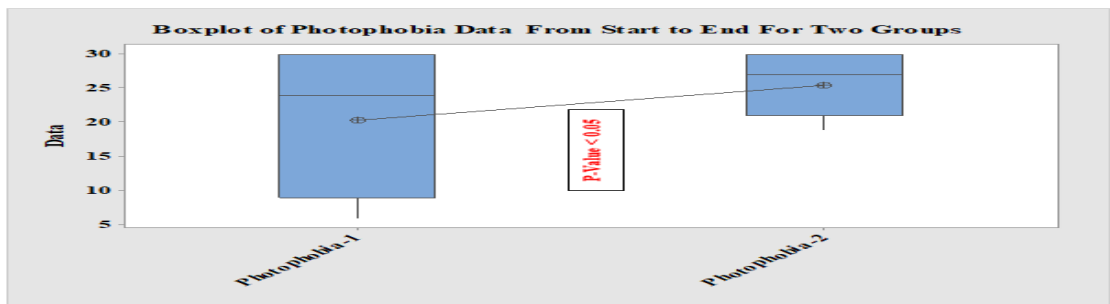 Boxplot of Photophobia Data From Start to End For Two Groups
30
25
20
15
10
5
Data
P-Value < 0.05
Photophobia-1
Photophobia-2